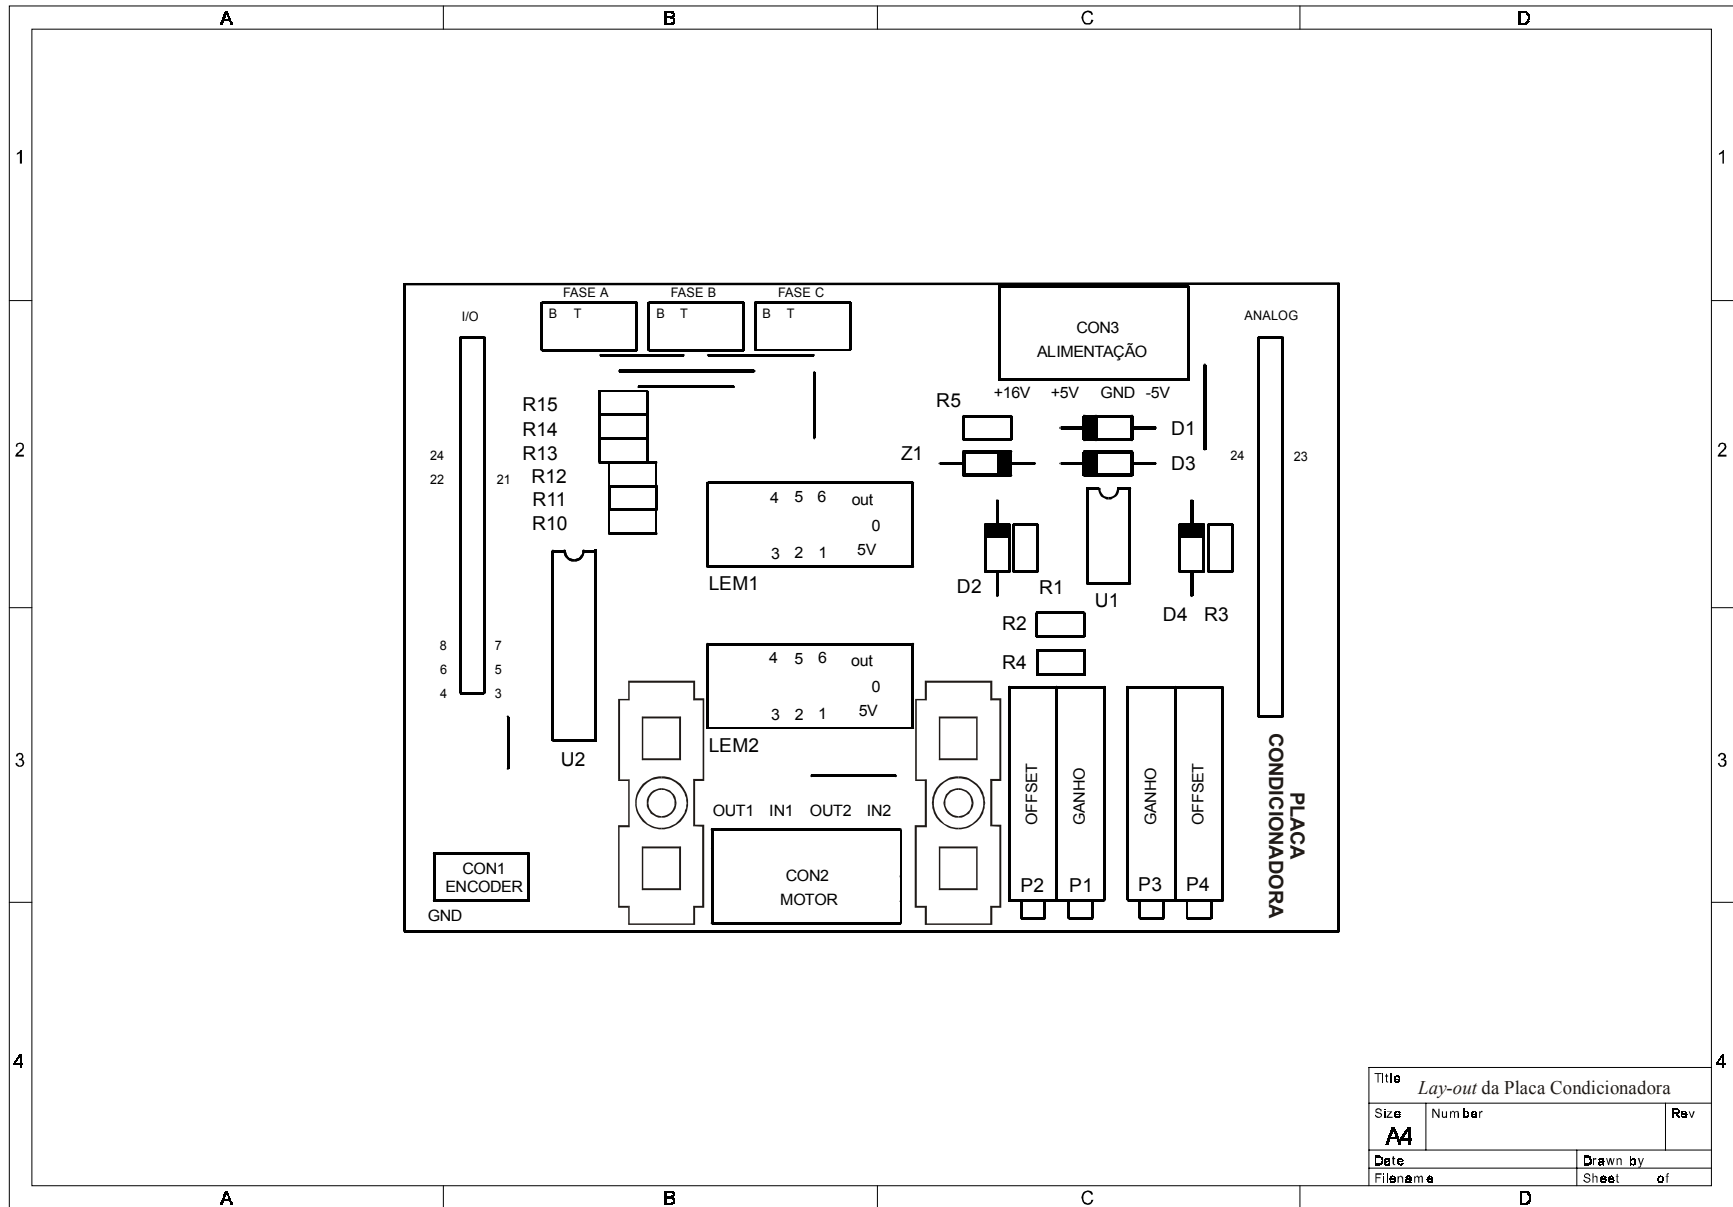 A B C D
1 1
FASE A FASE B FASE C
B T B T B T
I/O
CON3
ALIMENTAÇÃO
ANALOG
+16V +5V GND -5V
R15
R14
R13
R12
R11
R10
24
22 21
R5
D1
Z1
D3
24 23
2 2
4 5 6 out
0
3 2 1 5V
LEM1
D2 R1
U1
D4 R3
R2
R4
8 7
6 5
4 3
U2
4 5 6 out
0
3 2 1 5V
LEM2
3 3
OUT1 IN1 OUT2 IN2
OFFSET
GANHO
GANHO
OFFSET
P2 P1 P3 P4
PLACA
CONDICIONADORA
CON1
ENCODER
GND
CON2
MOTOR
4 4
Title
Lay-out da Placa Condicionadora
Size Number Rev
A4
Date Drawn by
Filename Sheet of
A B C D